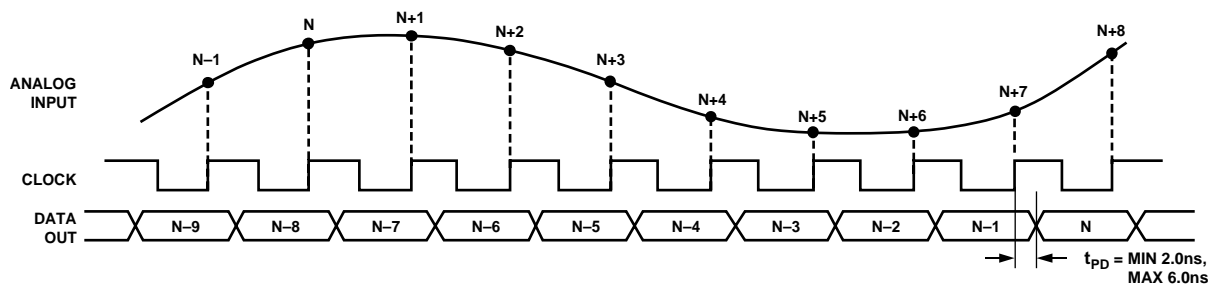 N–1
N
N+1
N+2
N+3
N+4
N+5
N+6
N+7
N+8
ANALOG
INPUT
CLOCK
DATA
OUT
N–9
N–8
N–7
N–6
N–5
N–4
N–3
N–2
N–1
N
tPD = MIN 2.0ns,
MAX 6.0ns